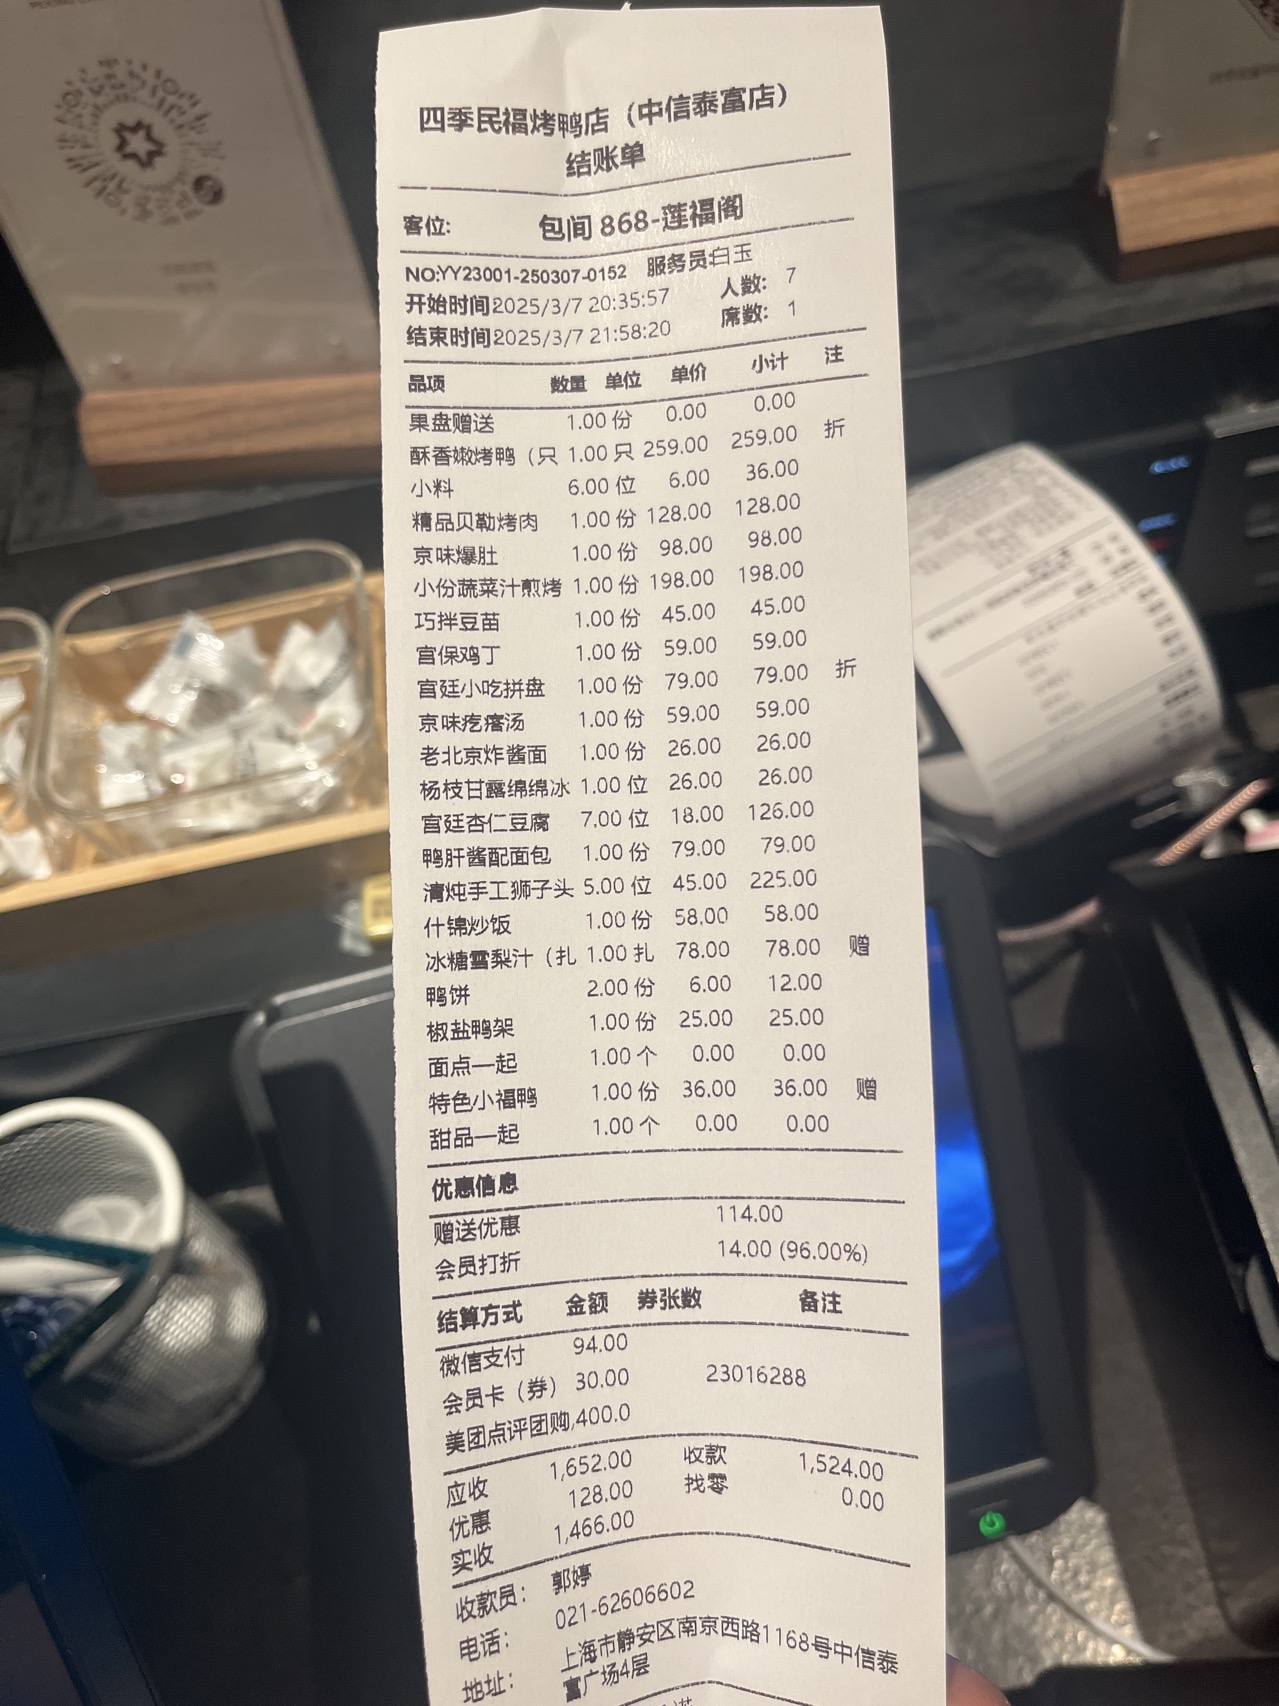 四季民福烤鸭店（中信泰富店）
结账单
客位: 包间 868-莲福阁
NO:YY23001-250307-0152 服务员:白玉
开始时间2025/3/7 20:35:57 人数: 7
结束时间2025/3/7 21:58:20 席数: 1
品项 数量 单位 单价 小计 注
果盘赠送 1.00 份 0.00 0.00
酥香嫩烤鸭（只 1.00 只 259.00 259.00 折
小料 6.00 位 6.00 36.00
精品贝勒烤肉 1.00 份 128.00 128.00
京味爆肚 1.00 份 98.00 98.00
小份蔬菜汁煎烤 1.00 份 198.00 198.00
巧拌豆苗 1.00 份 45.00 45.00
宫保鸡丁 1.00 份 59.00 59.00
宫廷小吃拼盘 1.00 份 79.00 79.00 折
京味疙瘩汤 1.00 份 59.00 59.00
老北京炸酱面 1.00 份 26.00 26.00
杨枝甘露绵绵冰 1.00 位 26.00 26.00
宫廷杏仁豆腐 7.00 位 18.00 126.00
鸭肝酱配面包 1.00 份 79.00 79.00
清炖手工狮子头 5.00 位 45.00 225.00
什锦炒饭 1.00 份 58.00 58.00
冰糖雪梨汁（扎 1.00 扎 78.00 78.00 赠
鸭饼 2.00 份 6.00 12.00
椒盐鸭架 1.00 份 25.00 25.00
面点一起 1.00 个 0.00 0.00
特色小福鸭 1.00 份 36.00 36.00 赠
甜品一起 1.00 个 0.00 0.00
优惠信息
赠送优惠 114.00
会员打折 14.00 (96.00%)
结算方式 金额 券张数 备注
微信支付 94.00
会员卡（券） 30.00 23016288
美团点评团购,400.0
应收 1,652.00 收款 1,524.00
优惠 128.00 找零 0.00
实收 1,466.00
收款员: 郭婷
电话: 021-62606602
地址: 上海市静安区南京西路1168号中信泰
富广场4层